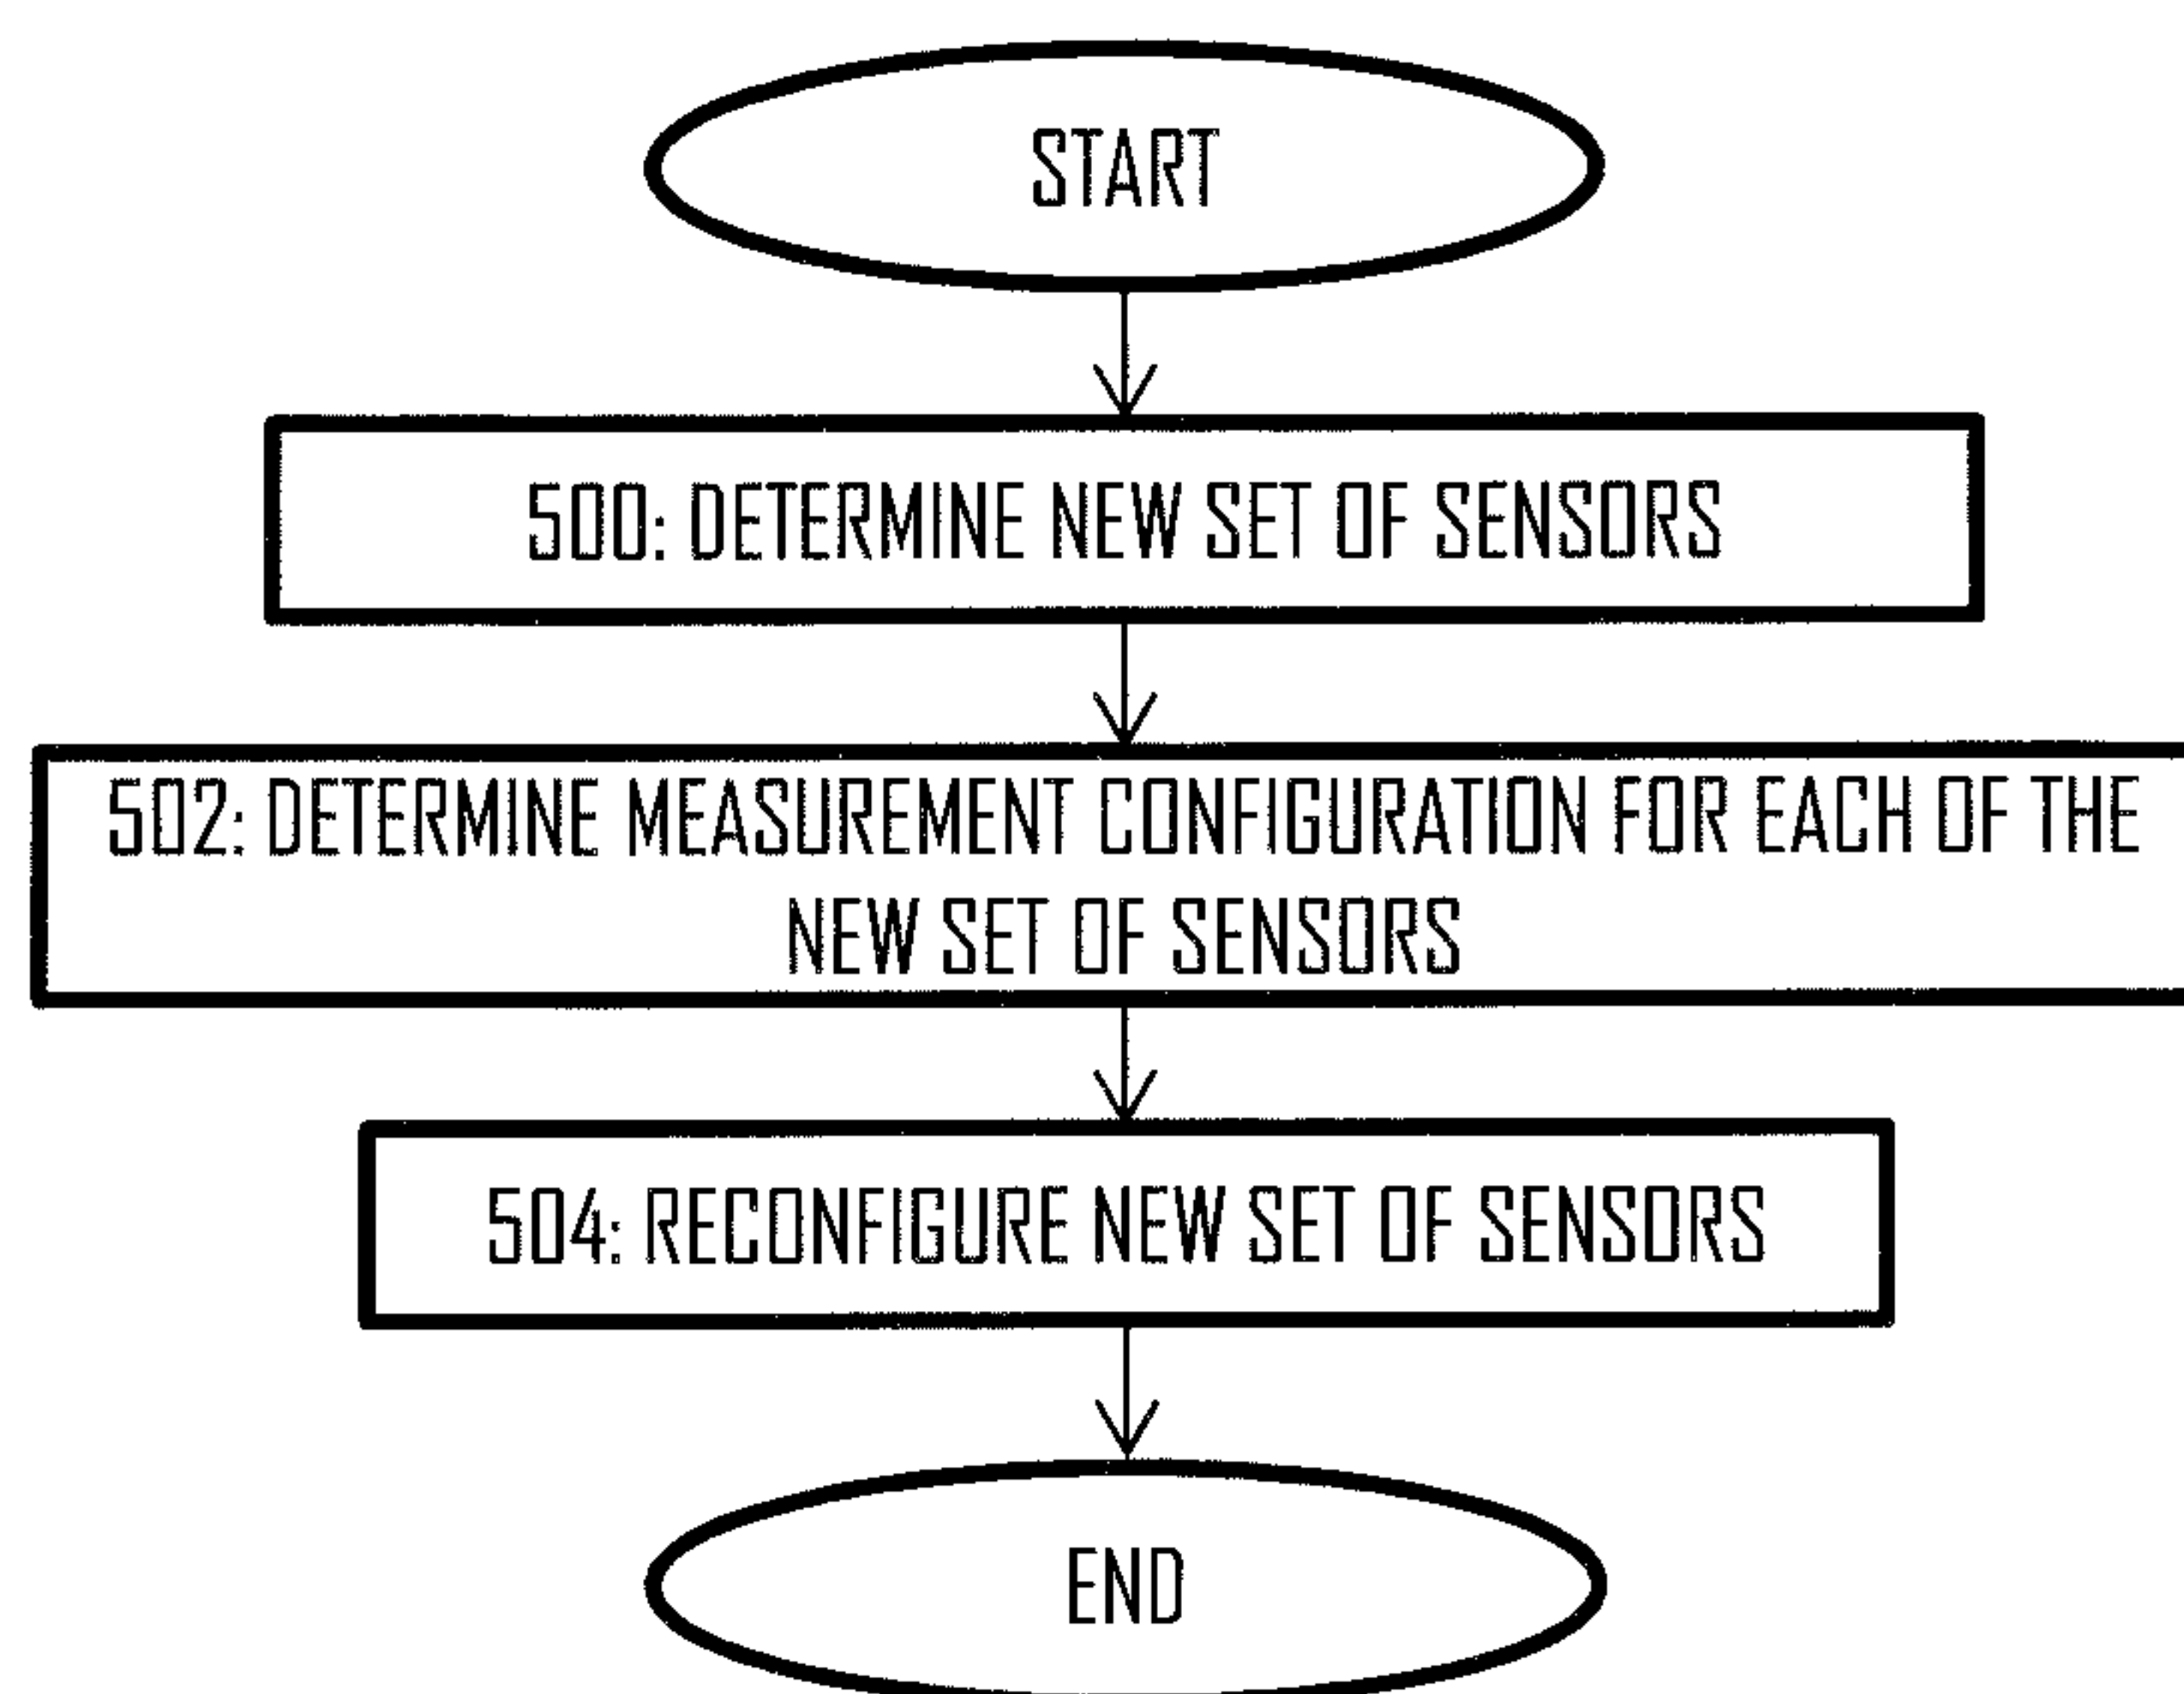 START
500: DETERMINE NEW SET OF SENSORS
502: DETERMINE MEASUREMENT CONFIGURATION FOR EACH OF THE
NEW SET OF SENSORS
504: RECONFIGURE NEW SET OF SENSORS
END